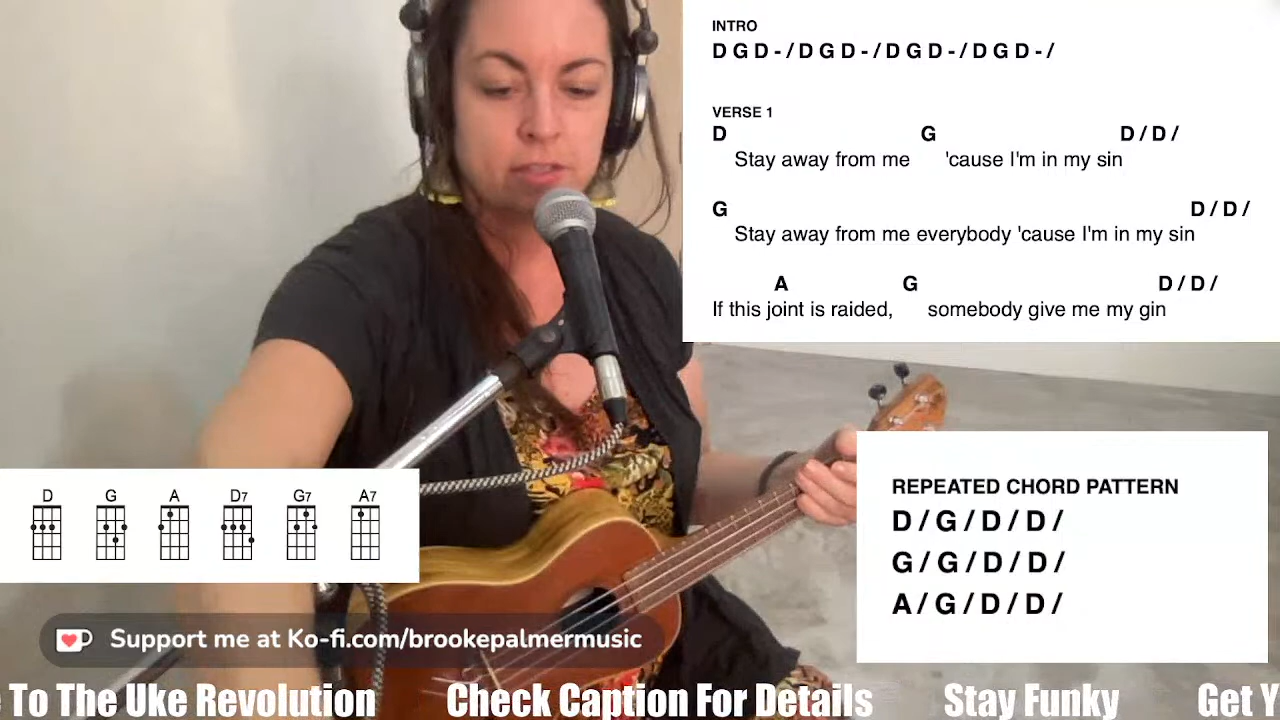 INTRO
D G D - / D G D - / D G D - / D G D - /
VERSE 1
D G D / D /
Stay away from me 'cause I'm in my sin
G D / D /
Stay away from me everybody 'cause I'm in my sin
A G D / D /
If this joint is raided, somebody give me my gin
D G A D7 G7 A7
REPEATED CHORD PATTERN
D / G / D / D /
G / G / D / D /
A / G / D / D /
Support me at Ko-fi.com/brookepalmermusic
To The Uke Revolution Check Caption For Details Stay Funky Get Y